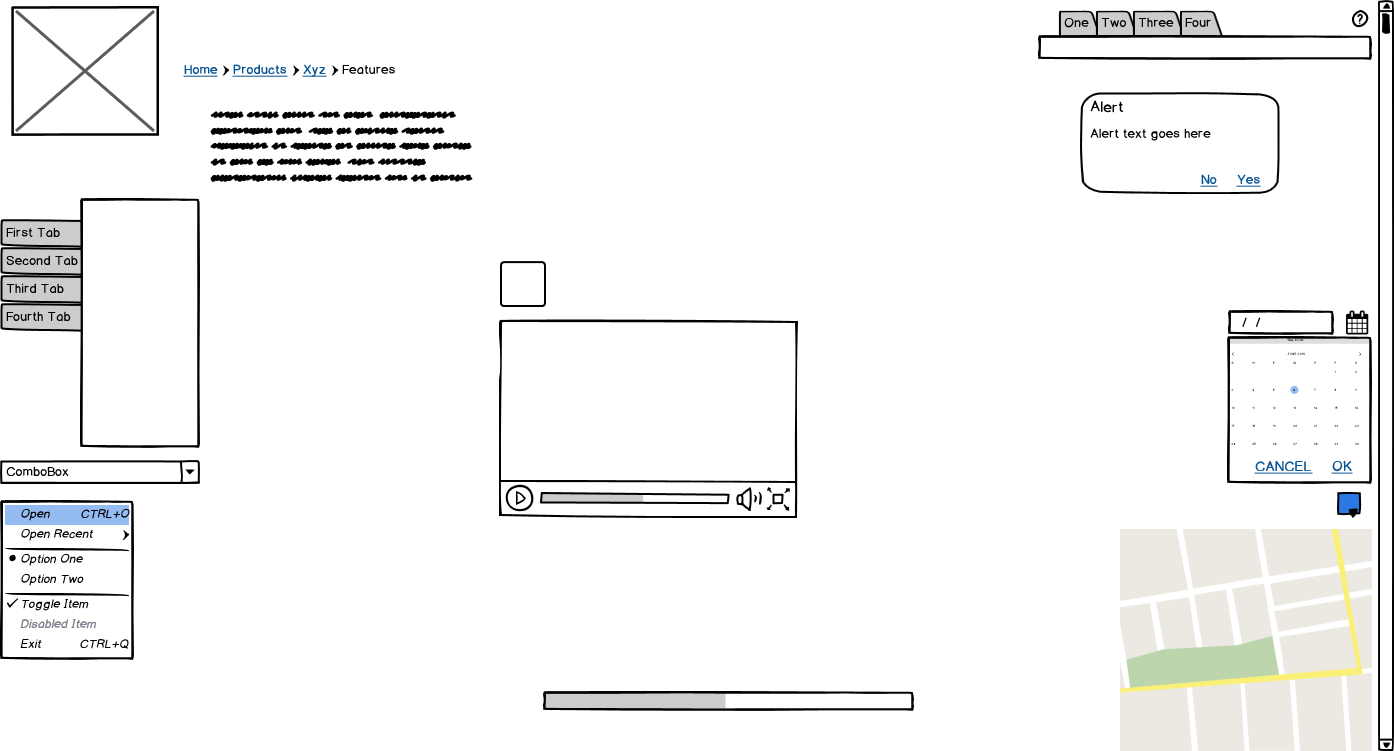 One Two Three Four
?
Home Products Xyz Features
Alert
Alert text goes here
No Yes
First Tab
Second Tab
Third Tab
Fourth Tab
/ /
CANCEL OK
ComboBox
Open CTRL+O
Open Recent
Option One
Option Two
Toggle Item
Disabled Item
Exit CTRL+Q